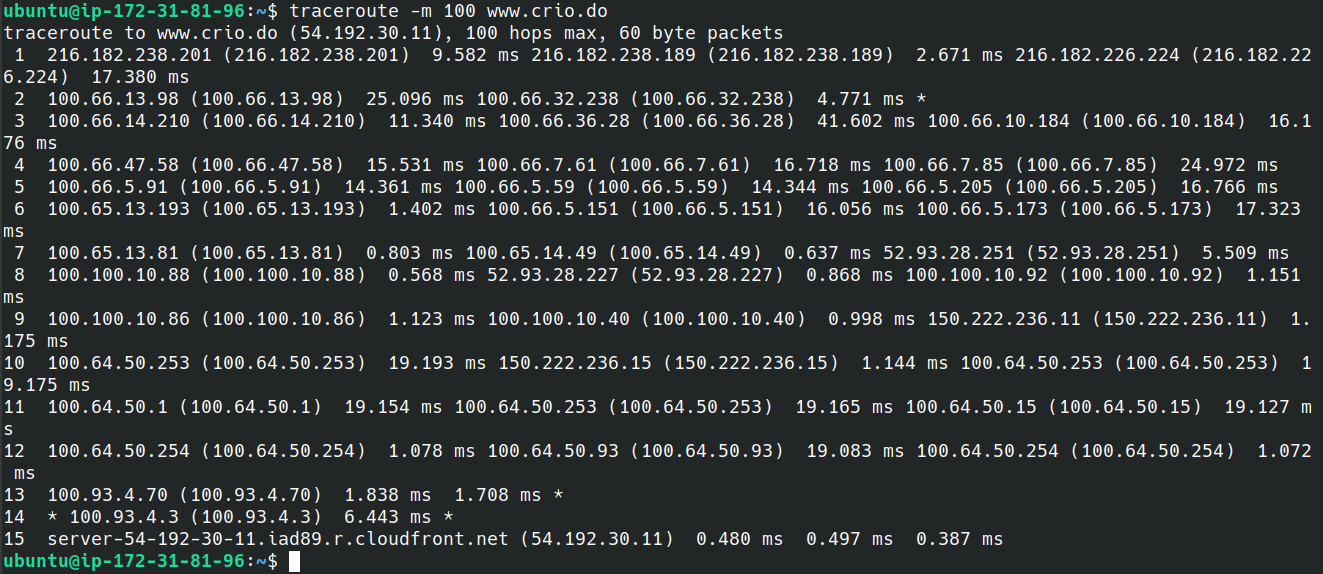 ubuntu@ip-172-31-81-96:~$ traceroute -m 100 www.crio.do
traceroute to www.crio.do (54.192.30.11), 100 hops max, 60 byte packets
 1  216.182.238.201 (216.182.238.201)  9.582 ms 216.182.238.189 (216.182.238.189)  2.671 ms 216.182.226.224 (216.182.22
6.224)  17.380 ms
 2  100.66.13.98 (100.66.13.98)  25.096 ms 100.66.32.238 (100.66.32.238)  4.771 ms *
 3  100.66.14.210 (100.66.14.210)  11.340 ms 100.66.36.28 (100.66.36.28)  41.602 ms 100.66.10.184 (100.66.10.184)  16.1
76 ms
 4  100.66.47.58 (100.66.47.58)  15.531 ms 100.66.7.61 (100.66.7.61)  16.718 ms 100.66.7.85 (100.66.7.85)  24.972 ms
 5  100.66.5.91 (100.66.5.91)  14.361 ms 100.66.5.59 (100.66.5.59)  14.344 ms 100.66.5.205 (100.66.5.205)  16.766 ms
 6  100.65.13.193 (100.65.13.193)  1.402 ms 100.66.5.151 (100.66.5.151)  16.056 ms 100.66.5.173 (100.66.5.173)  17.323
ms
 7  100.65.13.81 (100.65.13.81)  0.803 ms 100.65.14.49 (100.65.14.49)  0.637 ms 52.93.28.251 (52.93.28.251)  5.509 ms
 8  100.100.10.88 (100.100.10.88)  0.568 ms 52.93.28.227 (52.93.28.227)  0.868 ms 100.100.10.92 (100.100.10.92)  1.151
ms
 9  100.100.10.86 (100.100.10.86)  1.123 ms 100.100.10.40 (100.100.10.40)  0.998 ms 150.222.236.11 (150.222.236.11)  1.
175 ms
10  100.64.50.253 (100.64.50.253)  19.193 ms 150.222.236.15 (150.222.236.15)  1.144 ms 100.64.50.253 (100.64.50.253)  1
9.175 ms
11  100.64.50.1 (100.64.50.1)  19.154 ms 100.64.50.253 (100.64.50.253)  19.165 ms 100.64.50.15 (100.64.50.15)  19.127 m
s
12  100.64.50.254 (100.64.50.254)  1.078 ms 100.64.50.93 (100.64.50.93)  19.083 ms 100.64.50.254 (100.64.50.254)  1.072
 ms
13  100.93.4.70 (100.93.4.70)  1.838 ms  1.708 ms *
14  * 100.93.4.3 (100.93.4.3)  6.443 ms *
15  server-54-192-30-11.iad89.r.cloudfront.net (54.192.30.11)  0.480 ms  0.497 ms  0.387 ms
ubuntu@ip-172-31-81-96:~$